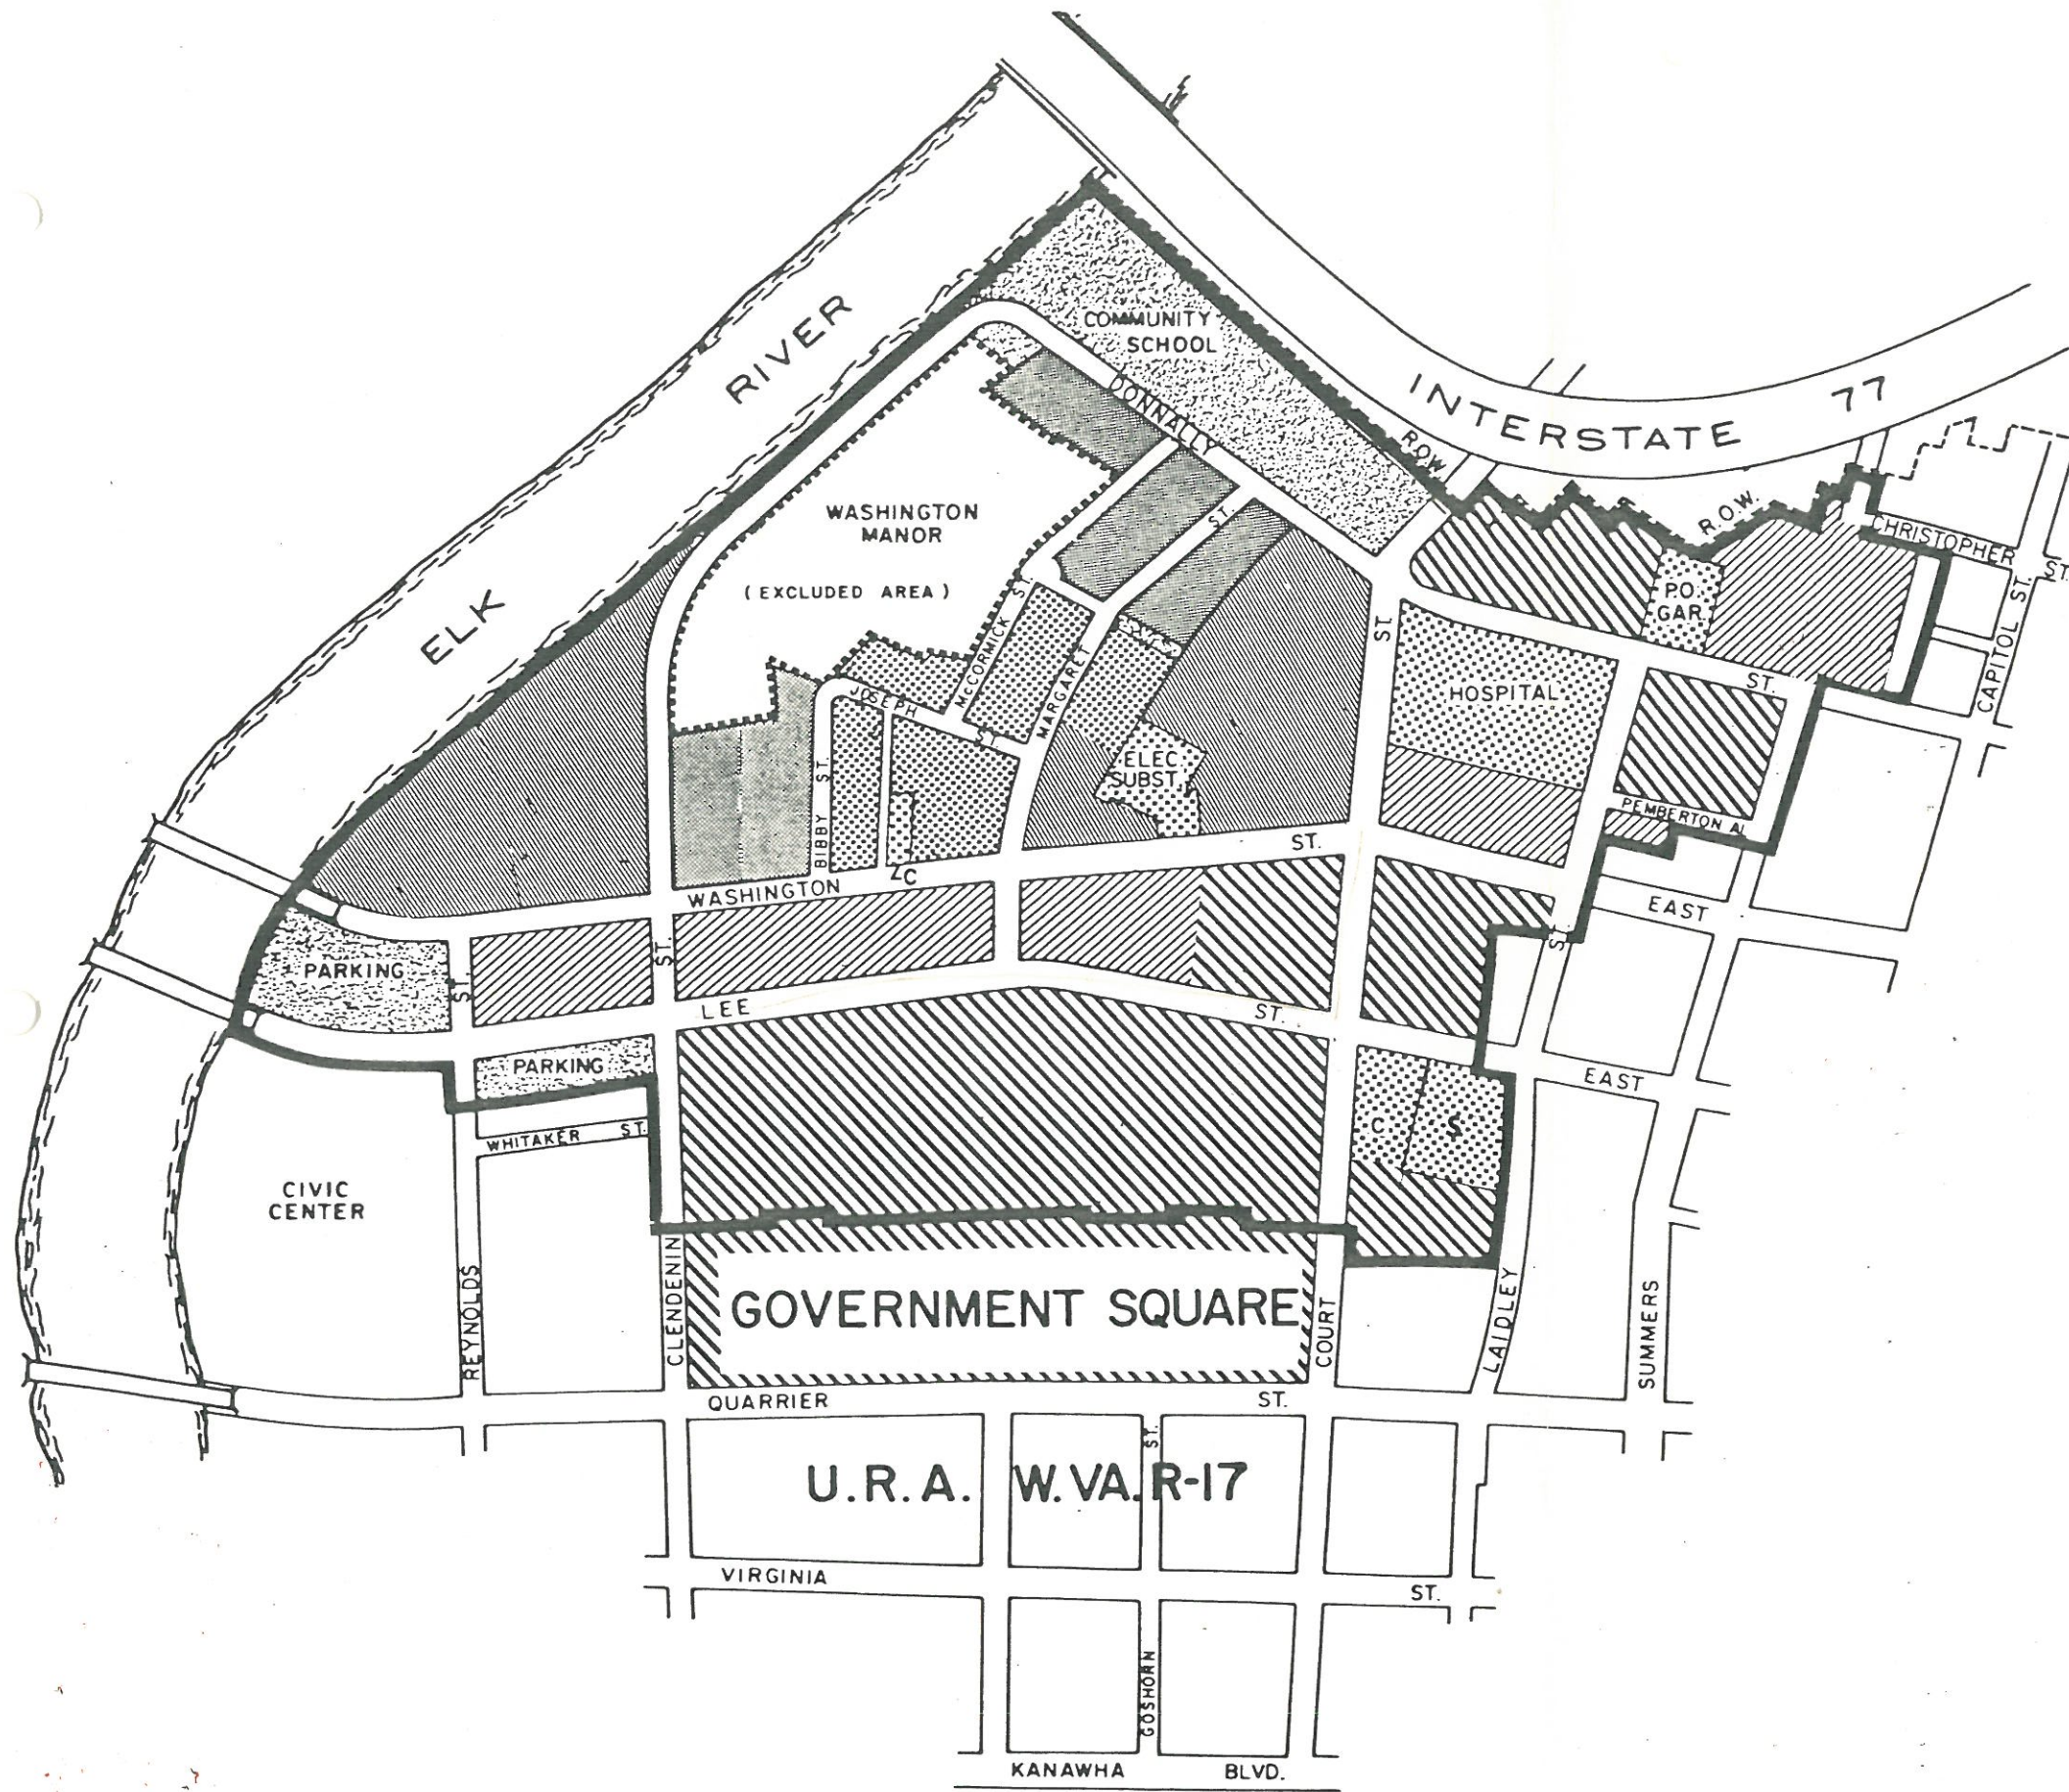 ELK RIVER
COMMUNITY
SCHOOL
DONNALLY
INTERSTATE 77
R.O.W.
R.O.W.
CHRISTOPHER ST.
CAPITOL ST.
WASHINGTON
MANOR
(EXCLUDED AREA)
P.O.
GAR.
ST.
ST.
ST.
McCORMICK ST.
MARGARET
HOSPITAL
ST.
JOSEPH ST.
ELEC.
SUBST.
BIBBY ST.
PEMBERTON AL.
C
WASHINGTON ST.
EAST
PARKING
ST.
ST.
ST.
LEE ST.
EAST
PARKING
WHITAKER ST.
C
S
CIVIC
CENTER
REYNOLDS
CLENDENIN
GOVERNMENT SQUARE
COURT
LAIDLEY
SUMMERS
QUARRIER ST.
ST.
U.R.A. W.VA. R-17
VIRGINIA ST.
GOSHORN
KANAWHA BLVD.